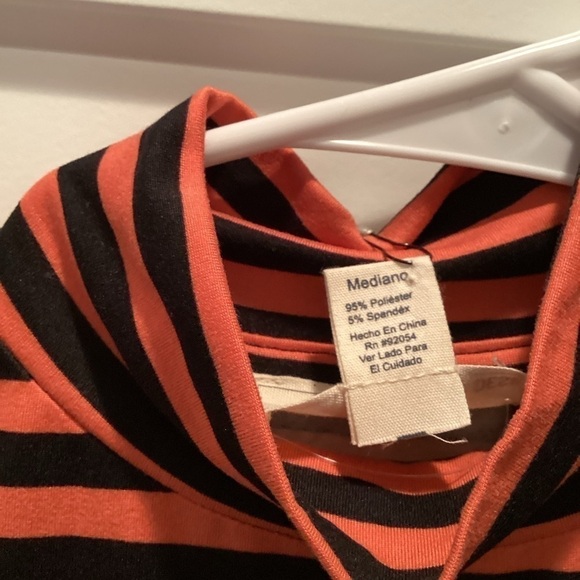 Mediano
95% Poliéster
5% Spandéx
Hecho En China
Rn #92054
Ver Lado Para
El Cuidado